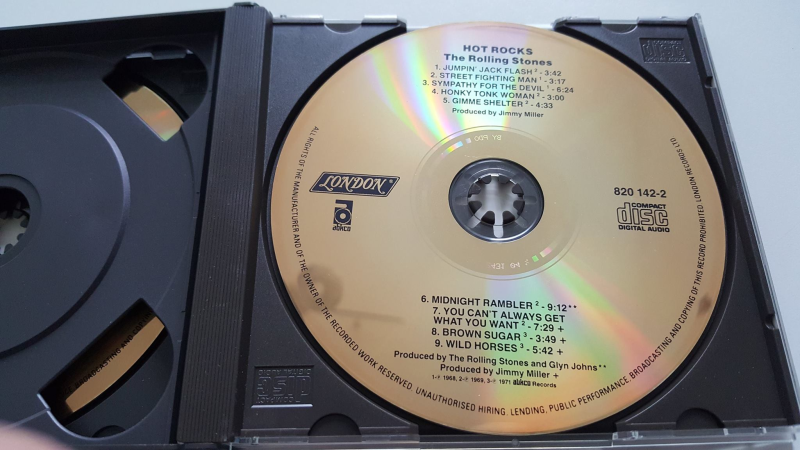 HOT ROCKS
The Rolling Stones
1. JUMPIN' JACK FLASH ² - 3:42
2. STREET FIGHTING MAN ¹ - 3:17
3. SYMPATHY FOR THE DEVIL ¹ - 6:24
4. HONKY TONK WOMAN ² - 3:00
5. GIMME SHELTER ² - 4:33
Produced by Jimmy Miller
LONDON
abkco
820 142-2
COMPACT
disc
DIGITAL AUDIO
6. MIDNIGHT RAMBLER ² - 9:12**
7. YOU CAN'T ALWAYS GET
WHAT YOU WANT ² - 7:29 +
8. BROWN SUGAR ³ - 3:49 +
9. WILD HORSES ³ - 5:42 +
Produced by The Rolling Stones and Glyn Johns**
Produced by Jimmy Miller +
1-℗ 1968, 2-℗ 1969, 3-℗ 1971 abkco Records
ALL RIGHTS OF THE MANUFACTURER AND OF THE OWNER OF THE RECORDED WORK RESERVED. UNAUTHORISED HIRING. LENDING, PUBLIC PERFORMANCE BROADCASTING AND COPYING OF THIS RECORD PROHIBITED LONDON RECORDS LTD
BROADCASTING AND